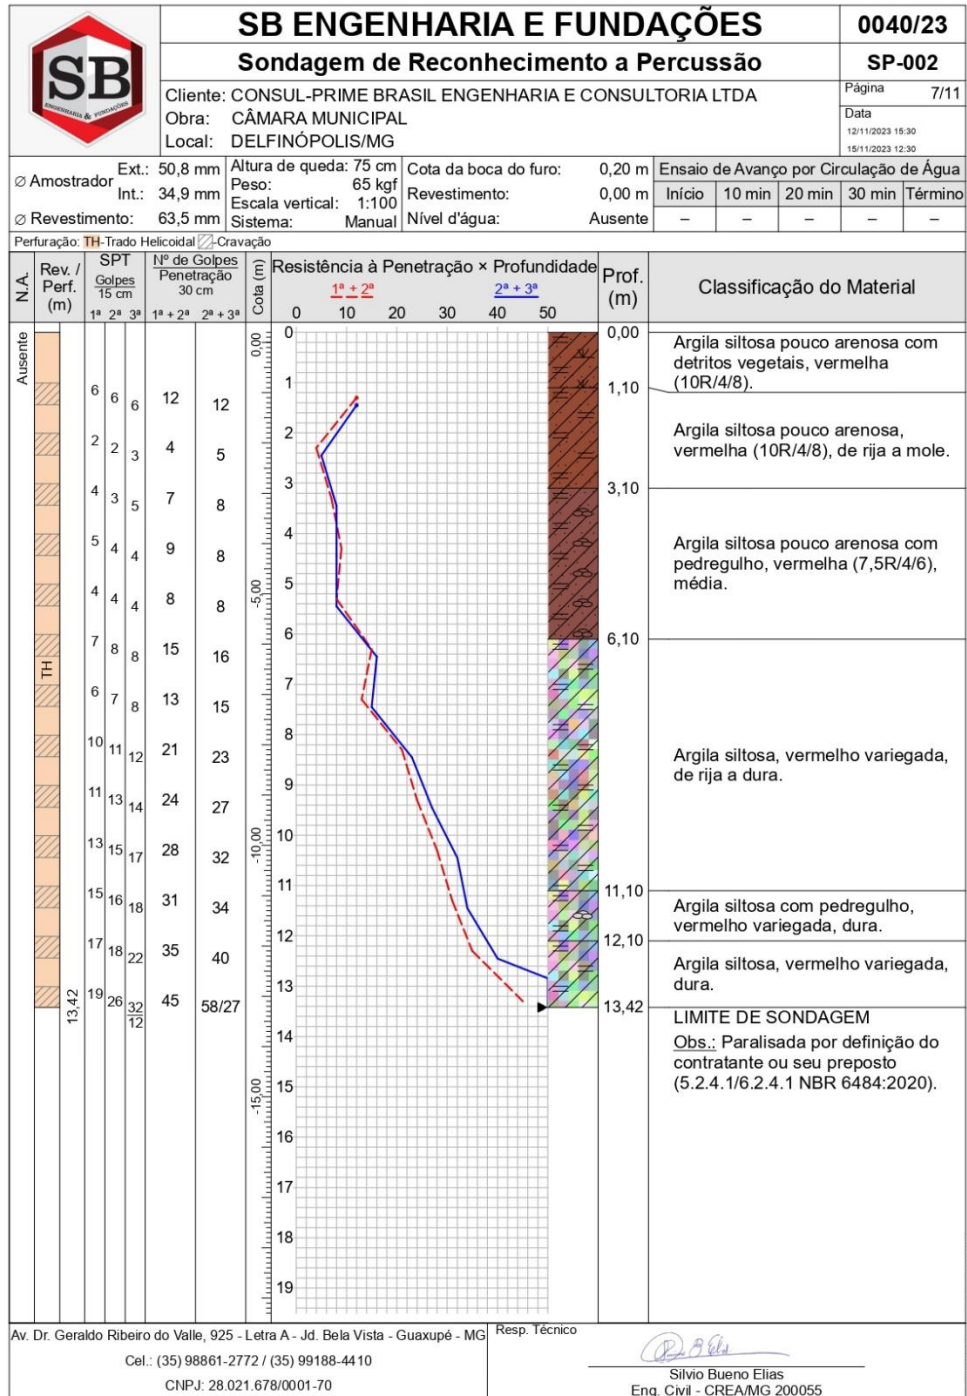 SB
ENGENHARIA & FUNDAÇÕES
SB ENGENHARIA E FUNDAÇÕES
0040/23
Sondagem de Reconhecimento a Percussão
SP-002
Cliente: CONSUL-PRIME BRASIL ENGENHARIA E CONSULTORIA LTDA
Obra: CÂMARA MUNICIPAL
Local: DELFINÓPOLIS/MG
Página 7/11
Data
12/11/2023 15:30
15/11/2023 12:30
Ø Amostrador Ext.: 50,8 mm
Int.: 34,9 mm
Ø Revestimento: 63,5 mm
Altura de queda: 75 cm
Peso: 65 kgf
Escala vertical: 1:100
Sistema: Manual
Cota da boca do furo: 0,20 m
Revestimento: 0,00 m
Nível d'água: Ausente
Ensaio de Avanço por Circulação de Água
Início 10 min 20 min 30 min Término
– – – – –
Perfuração: TH-Trado Helicoidal -Cravação
N.A.
Rev. / Perf. (m)
SPT
Golpes
15 cm
1ª 2ª 3ª
Nº de Golpes
Penetração
30 cm
1ª + 2ª 2ª + 3ª
Cota (m)
Resistência à Penetração × Profundidade
1ª + 2ª 2ª + 3ª
0 10 20 30 40 50
Prof. (m)
Classificação do Material
Ausente
TH
13,42
6 6 6 12 12
2 2 3 4 5
4 3 5 7 8
5 4 4 9 8
4 4 4 8 8
7 8 8 15 16
6 7 8 13 15
10 11 12 21 23
11 13 14 24 27
13 15 17 28 32
15 16 18 31 34
17 18 22 35 40
19 26 32/12 45 58/27
0,00
-5,00
-10,00
-15,00
0
1
2
3
4
5
6
7
8
9
10
11
12
13
14
15
16
17
18
19
0,00
Argila siltosa pouco arenosa com
detritos vegetais, vermelha
(10R/4/8).
1,10
Argila siltosa pouco arenosa,
vermelha (10R/4/8), de rija a mole.
3,10
Argila siltosa pouco arenosa com
pedregulho, vermelha (7,5R/4/6),
média.
6,10
Argila siltosa, vermelho variegada,
de rija a dura.
11,10
Argila siltosa com pedregulho,
vermelho variegada, dura.
12,10
Argila siltosa, vermelho variegada,
dura.
13,42
LIMITE DE SONDAGEM
Obs.: Paralisada por definição do
contratante ou seu preposto
(5.2.4.1/6.2.4.1 NBR 6484:2020).
Av. Dr. Geraldo Ribeiro do Valle, 925 - Letra A - Jd. Bela Vista - Guaxupé - MG
Cel.: (35) 98861-2772 / (35) 99188-4410
CNPJ: 28.021.678/0001-70
Resp. Técnico
Silvio Bueno Elias
Eng. Civil - CREA/MG 200055